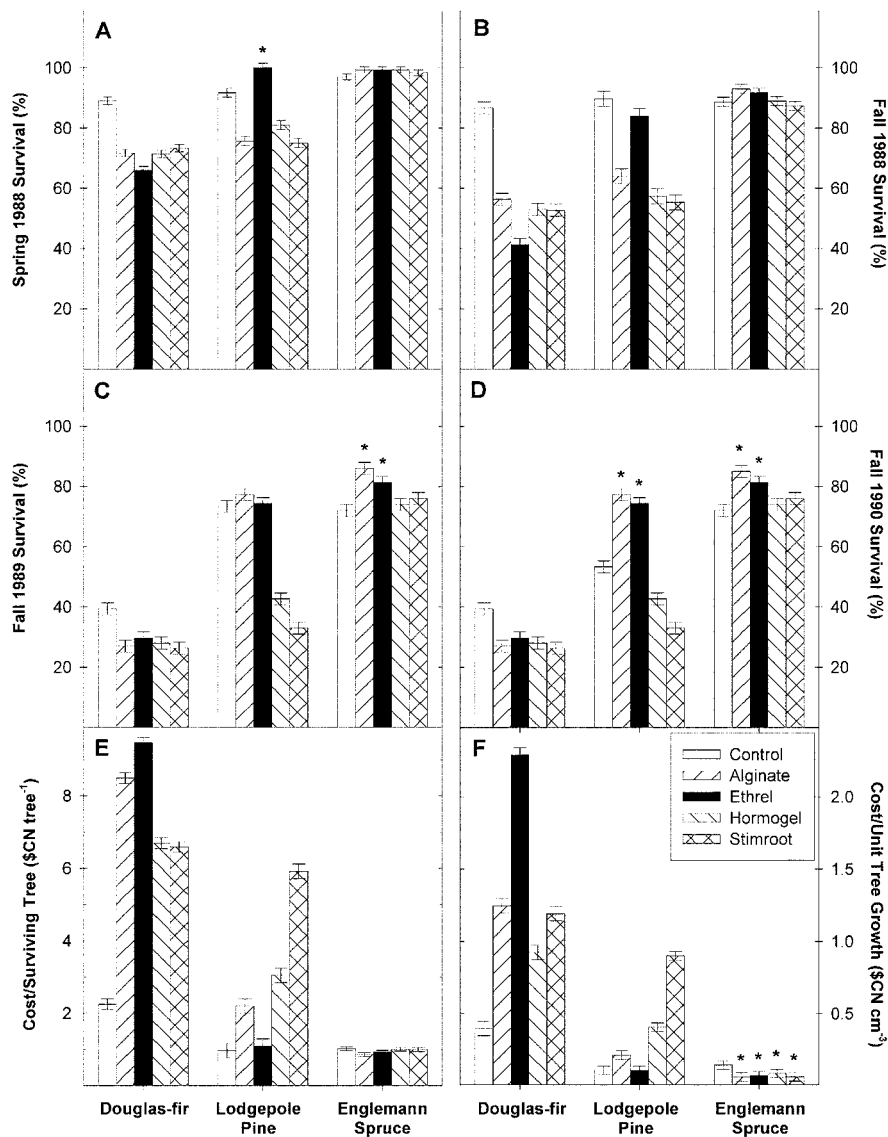 A
B
*
100
80
60
40
20
Spring 1988 Survival (%)
100
80
60
40
20
Fall 1988 Survival (%)
C
D
* *
* *
* *
100
80
60
40
20
Fall 1989 Survival (%)
100
80
60
40
20
Fall 1990 Survival (%)
E
F
8
6
4
2
Cost/Surviving Tree ($CN tree-1)
Control
Alginate
Ethrel
Hormogel
Stimroot
* * * *
2.0
1.5
1.0
0.5
Cost/Unit Tree Growth ($CN cm-3)
Douglas-fir
Lodgepole
Pine
Englemann
Spruce
Douglas-fir
Lodgepole
Pine
Englemann
Spruce